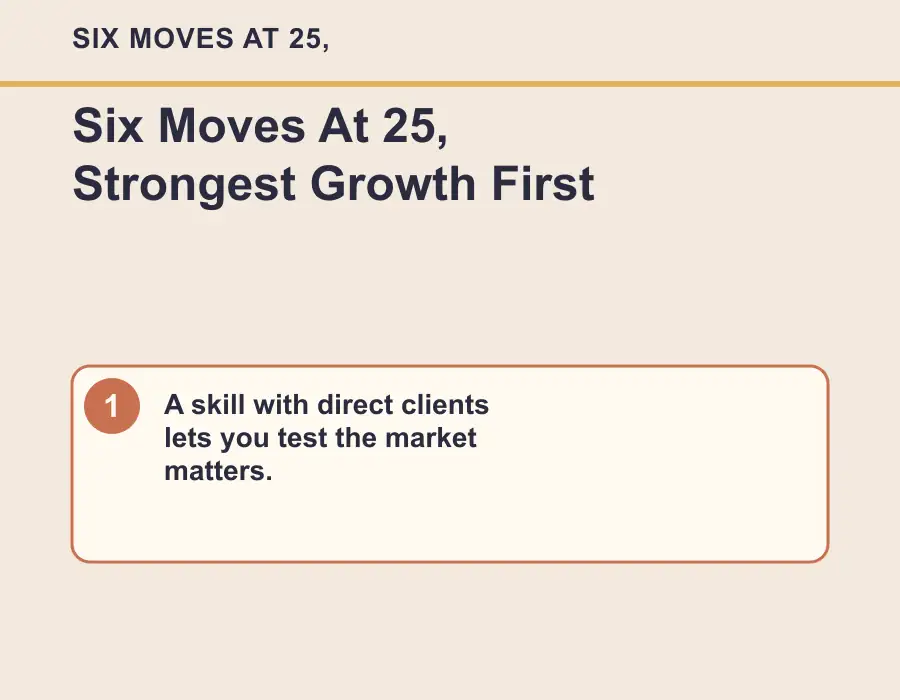 SIX MOVES AT 25,
Six Moves At 25,
Strongest Growth First
1
A skill with direct clients
lets you test the market
matters.